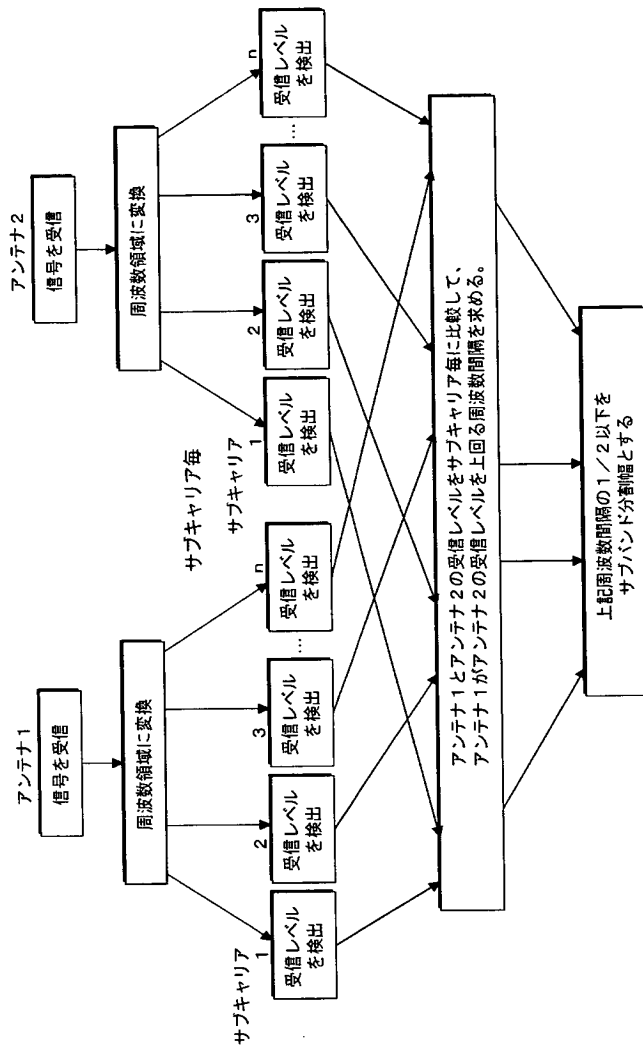 アンテナ1
信号を受信
周波数領域に変換
サブキャリア
1
受信レベル
を検出
2
受信レベル
を検出
3
受信レベル
を検出
…
n
受信レベル
を検出
アンテナ2
信号を受信
周波数領域に変換
サブキャリア毎
サブキャリア
1
受信レベル
を検出
2
受信レベル
を検出
3
受信レベル
を検出
…
n
受信レベル
を検出
アンテナ1とアンテナ2の受信レベルをサブキャリア毎に比較して、
アンテナ1がアンテナ2の受信レベルを上回る周波数間隔を求める。
上記周波数間隔の1/2以下を
サブバンド分割幅とする